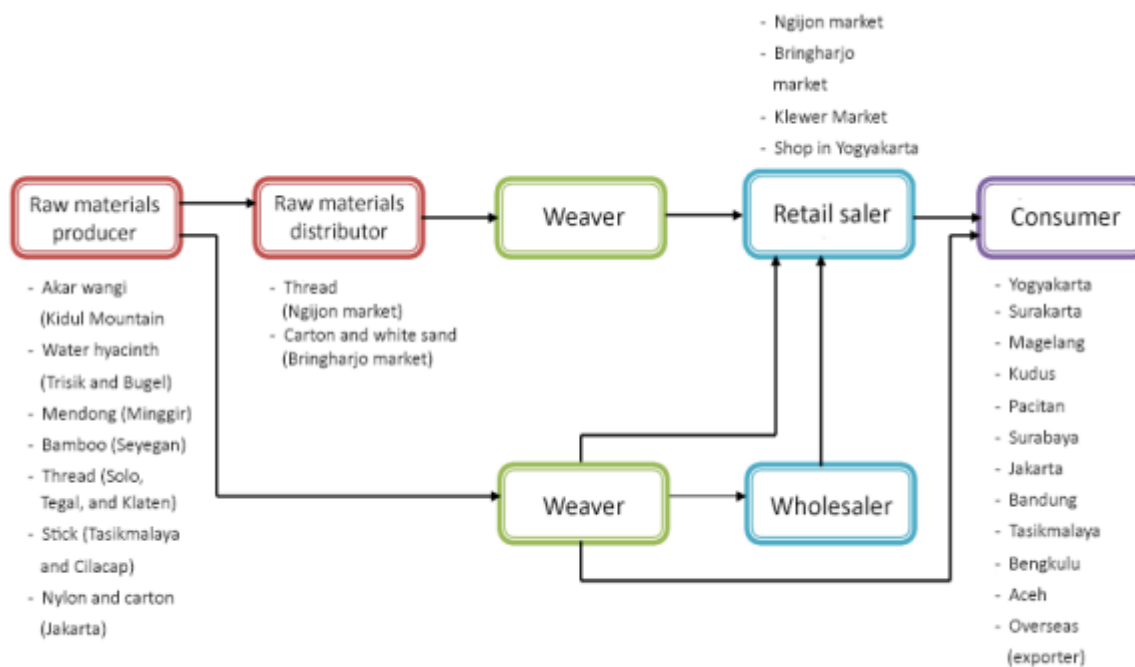 - Ngijon market
- Bringharjo
market
- Klewer Market
- Shop in Yogyakarta
Raw materials
producer
Raw materials
distributor
Weaver
Retail saler
Consumer
- Akar wangi
(Kidul Mountain
- Water hyacinth
(Trisik and Bugel)
- Mendong (Minggir)
- Bamboo (Seyegan)
- Thread (Solo,
Tegal, and Klaten)
- Stick (Tasikmalaya
and Cilacap)
- Nylon and carton
(Jakarta)
- Thread
(Ngijon market)
- Carton and white sand
(Bringharjo market)
Weaver
Wholesaler
- Yogyakarta
- Surakarta
- Magelang
- Kudus
- Pacitan
- Surabaya
- Jakarta
- Bandung
- Tasikmalaya
- Bengkulu
- Aceh
- Overseas
(exporter)